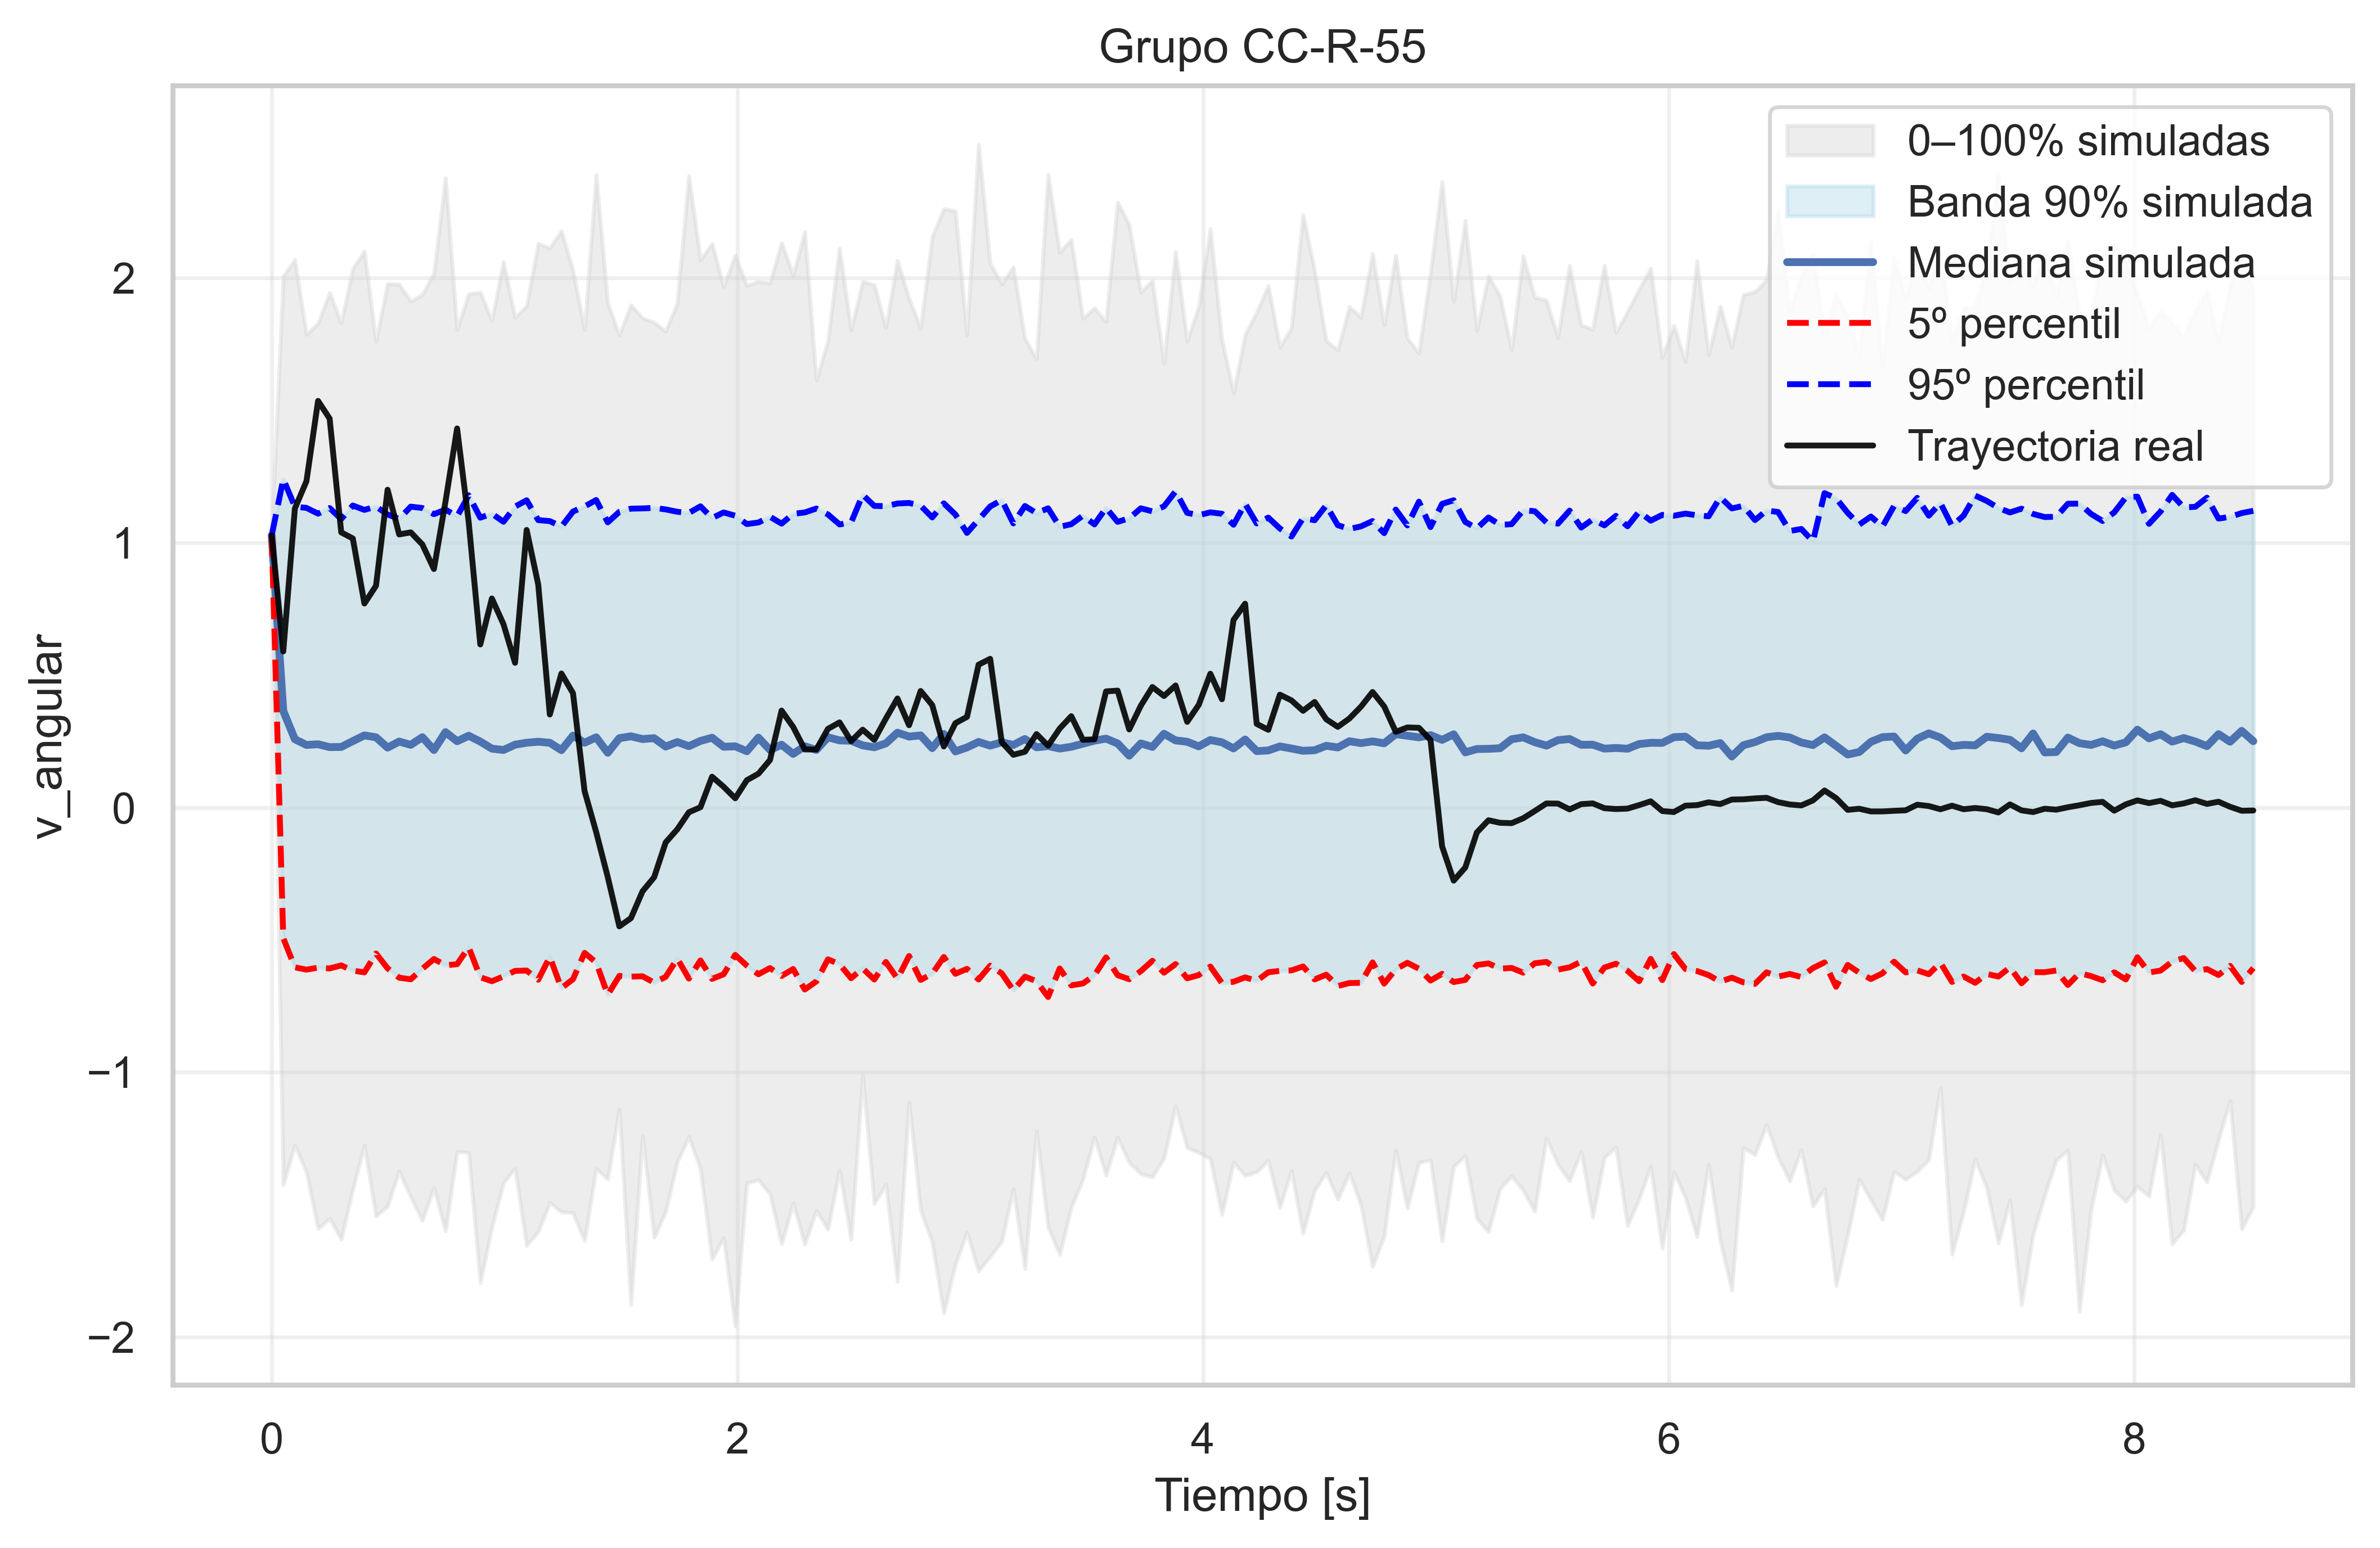 Grupo CC-R-55
0–100% simuladas
Banda 90% simulada
Mediana simulada
5º percentil
95º percentil
Trayectoria real
v_angular
2
1
0
−1
−2
0 2 4 6 8
Tiempo [s]